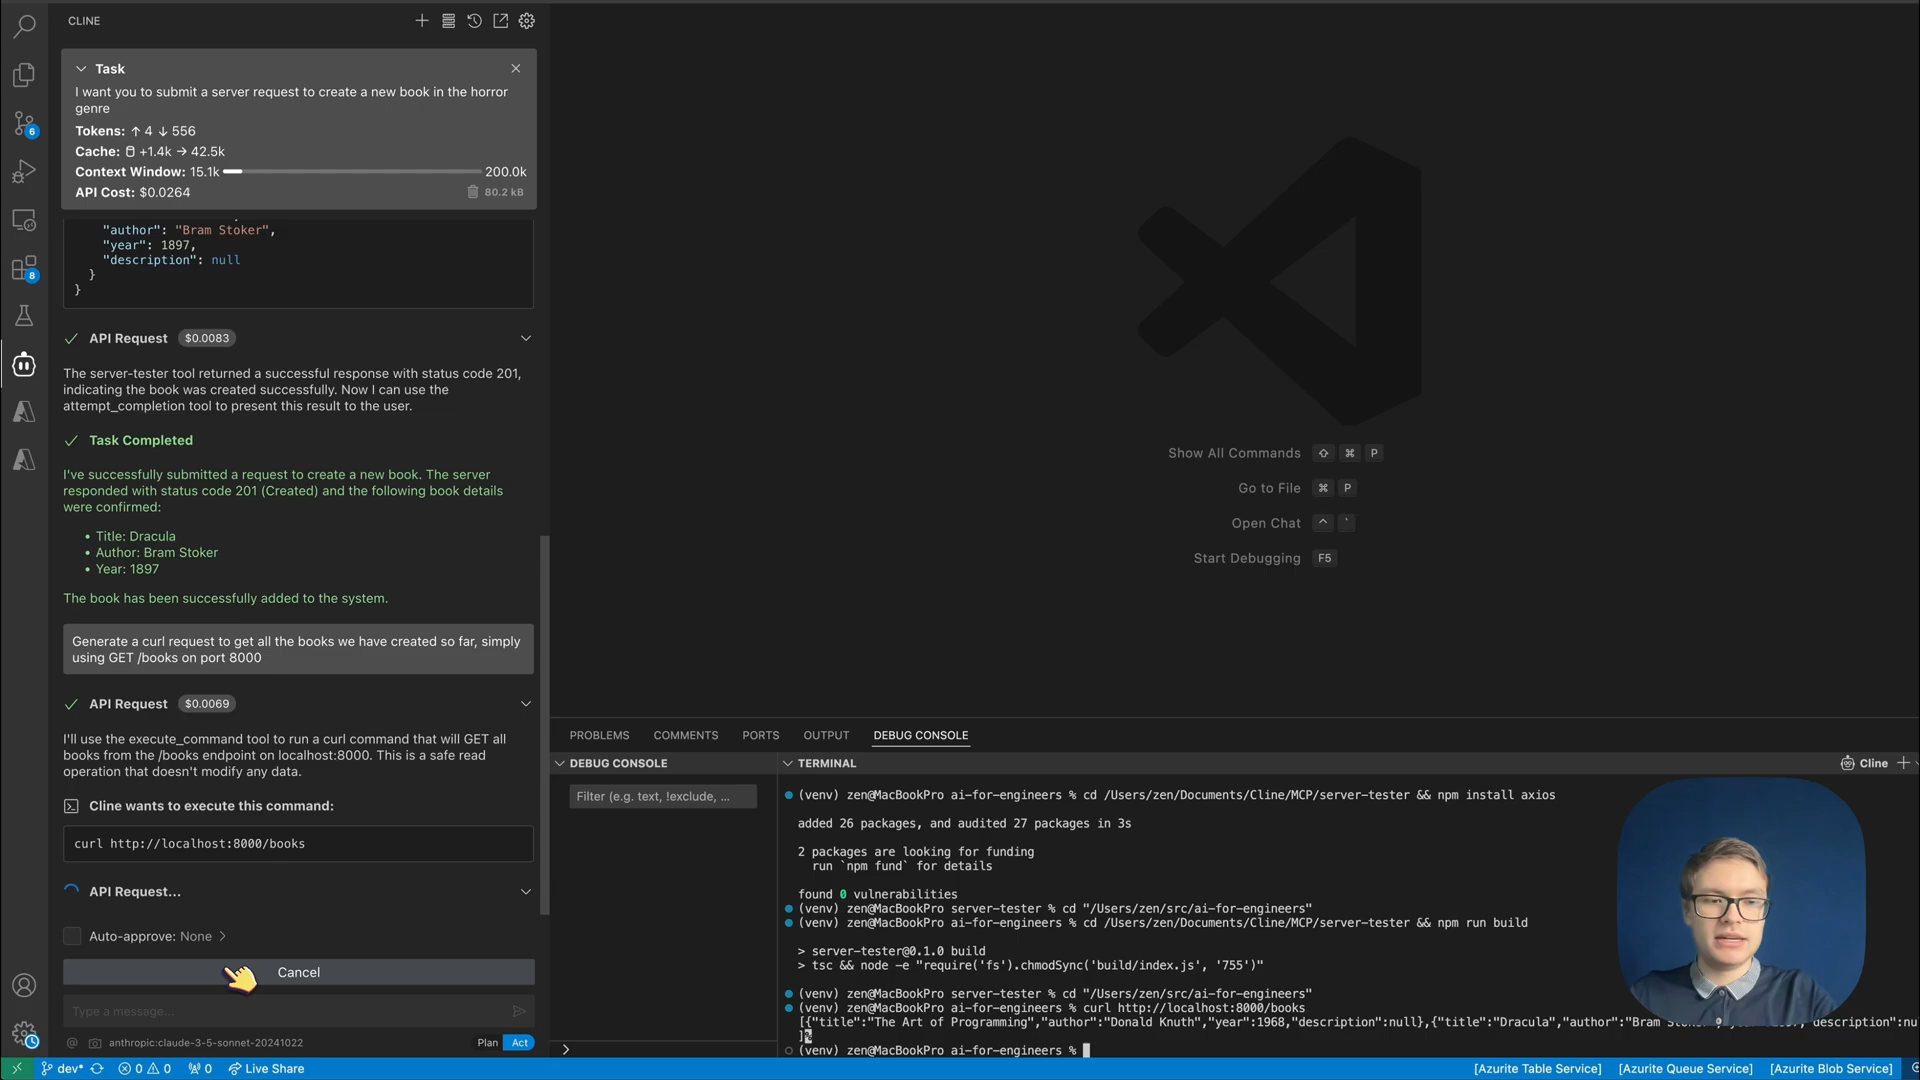 CLINE
Task
I want you to submit a server request to create a new book in the horror
genre
Tokens: ↑ 4 ↓ 556
Cache: +1.4k → 42.5k
Context Window: 15.1k 200.0k
API Cost: $0.0264 80.2 kB
"author": "Bram Stoker",
"year": 1897,
"description": null
}
}
API Request $0.0083
The server-tester tool returned a successful response with status code 201,
indicating the book was created successfully. Now I can use the
attempt_completion tool to present this result to the user.
Task Completed
I've successfully submitted a request to create a new book. The server
responded with status code 201 (Created) and the following book details
were confirmed:
• Title: Dracula
• Author: Bram Stoker
• Year: 1897
The book has been successfully added to the system.
Generate a curl request to get all the books we have created so far, simply
using GET /books on port 8000
API Request $0.0069
I'll use the execute_command tool to run a curl command that will GET all
books from the /books endpoint on localhost:8000. This is a safe read
operation that doesn't modify any data.
Cline wants to execute this command:
curl http://localhost:8000/books
API Request...
Auto-approve: None >
Cancel
Type a message...
@ anthropic:claude-3-5-sonnet-20241022 Plan Act
6
8
Show All Commands ⇧ ⌘ P
Go to File ⌘ P
Open Chat ^ `
Start Debugging F5
PROBLEMS COMMENTS PORTS OUTPUT DEBUG CONSOLE
DEBUG CONSOLE
Filter (e.g. text, !exclude, ...
>
TERMINAL
Cline
(venv) zen@MacBookPro ai-for-engineers % cd /Users/zen/Documents/Cline/MCP/server-tester && npm install axios
added 26 packages, and audited 27 packages in 3s
2 packages are looking for funding
run `npm fund` for details
found 0 vulnerabilities
(venv) zen@MacBookPro server-tester % cd "/Users/zen/src/ai-for-engineers"
(venv) zen@MacBookPro ai-for-engineers % cd /Users/zen/Documents/Cline/MCP/server-tester && npm run build
> server-tester@0.1.0 build
> tsc && node -e "require('fs').chmodSync('build/index.js', '755')"
(venv) zen@MacBookPro server-tester % cd "/Users/zen/src/ai-for-engineers"
(venv) zen@MacBookPro ai-for-engineers % curl http://localhost:8000/books
[{"title":"The Art of Programming","author":"Donald Knuth","year":1968,"description":null},{"title":"Dracula","author":"Bram
]%
(venv) zen@MacBookPro ai-for-engineers %
dev* 0 0 0 Live Share [Azurite Table Service] [Azurite Queue Service] [Azurite Blob Service]